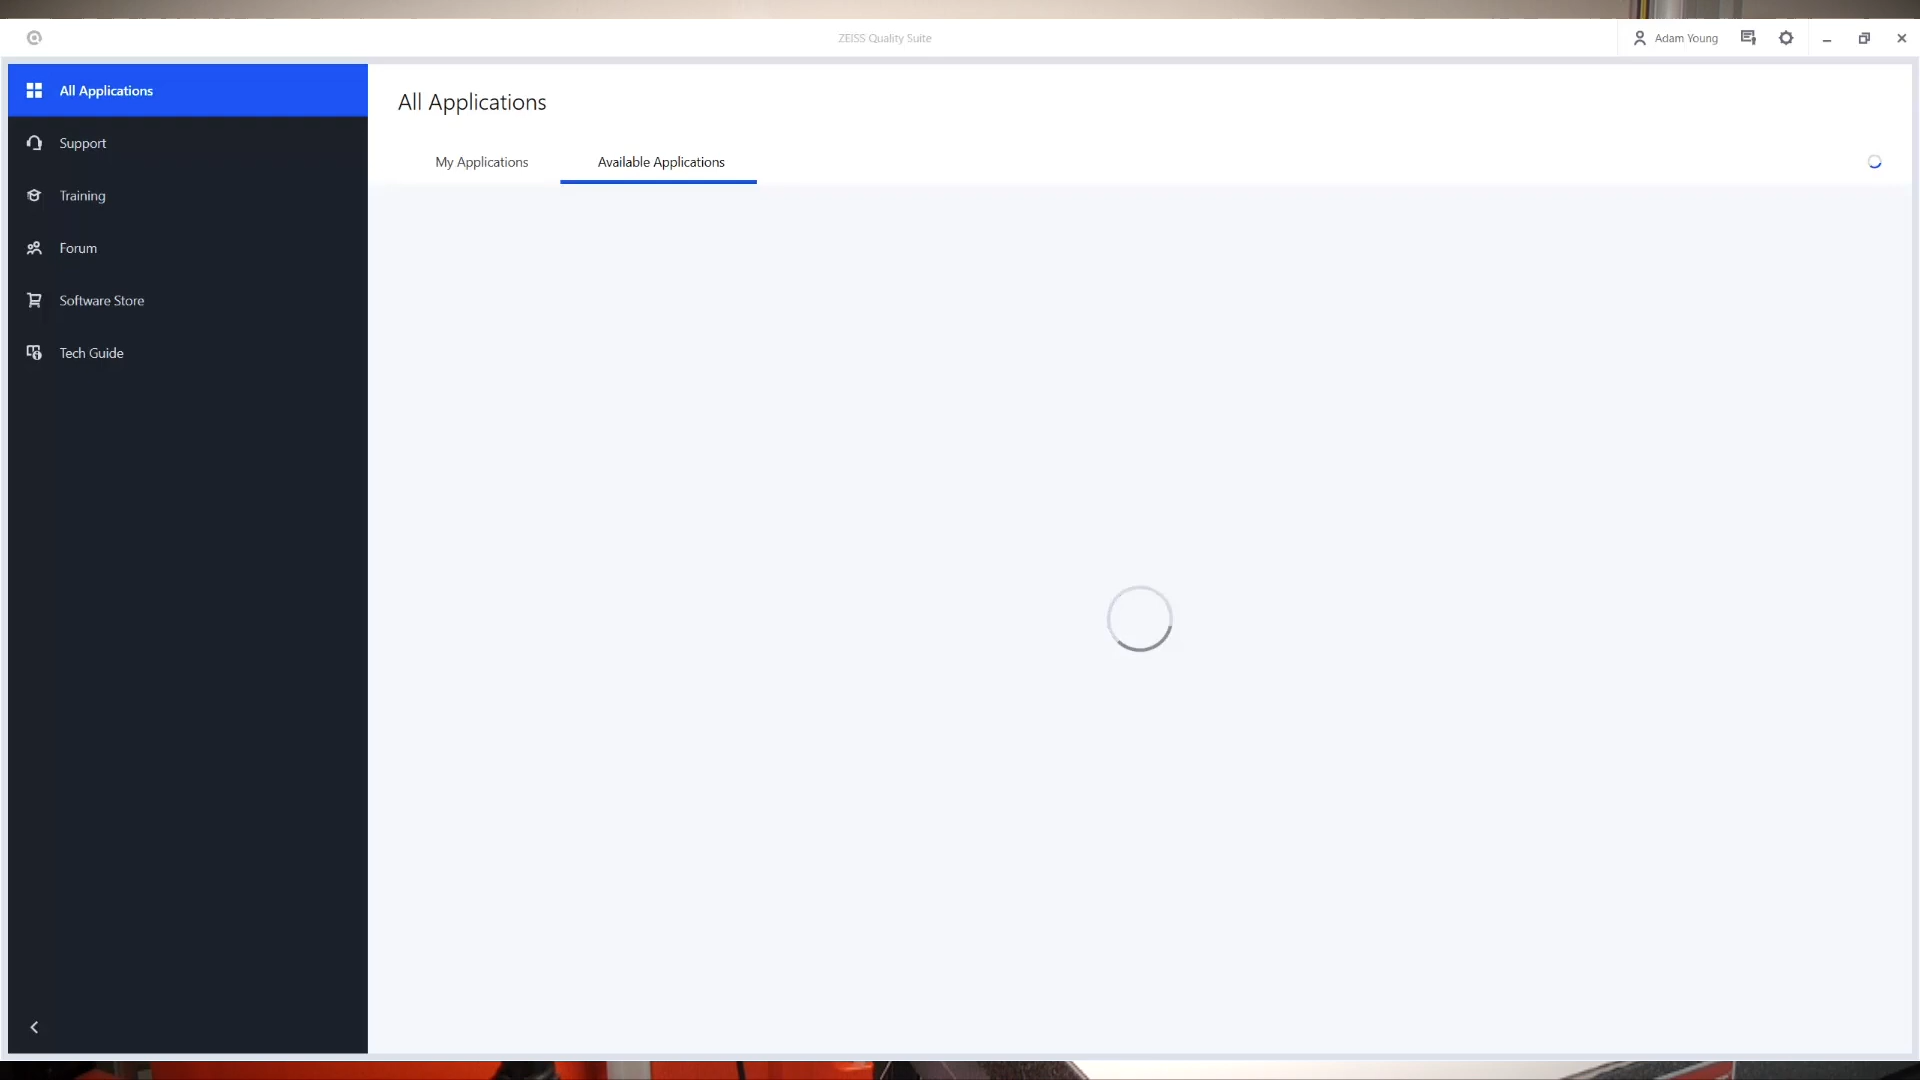 ZEISS Quality Suite
Adam Young
All Applications
Support
Training
Forum
Software Store
Tech Guide
All Applications
My Applications
Available Applications